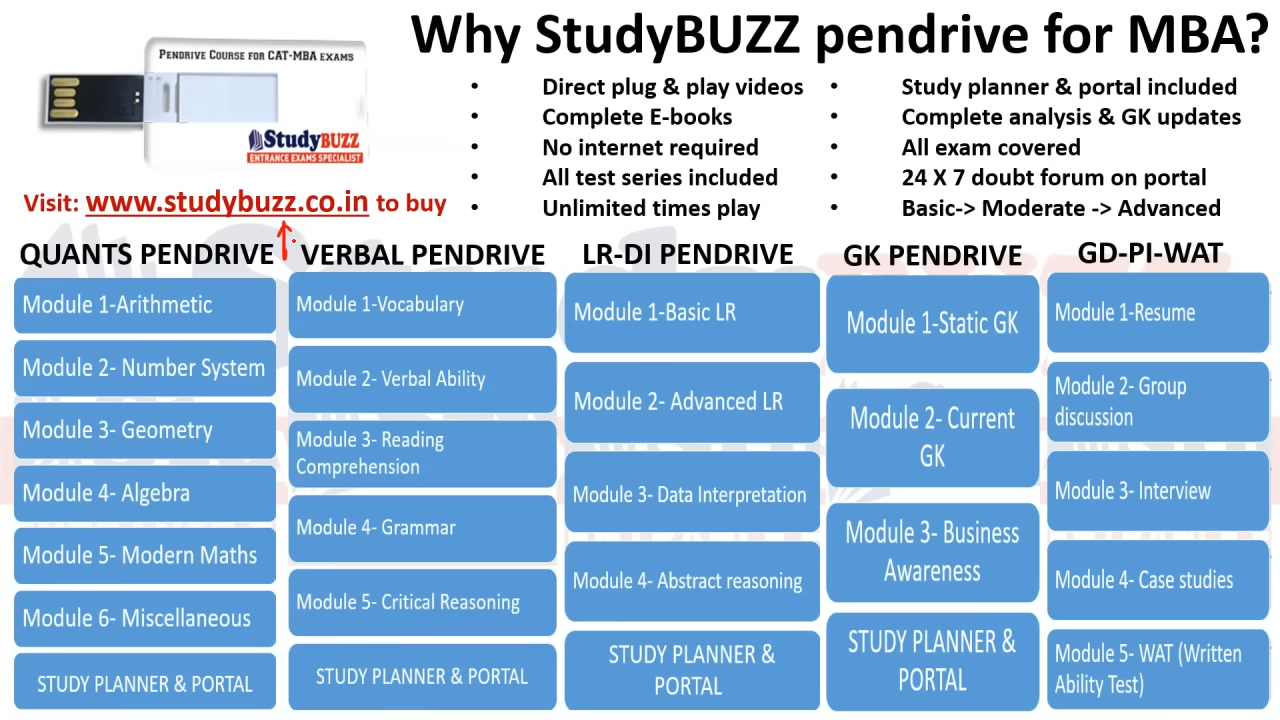 PENDRIVE COURSE FOR CAT-MBA EXAMS
StudyBUZZ
ENTRANCE EXAMS SPECIALIST
Visit: www.studybuzz.co.in to buy
Why StudyBUZZ pendrive for MBA?
• Direct plug & play videos
• Complete E-books
• No internet required
• All test series included
• Unlimited times play
• Study planner & portal included
• Complete analysis & GK updates
• All exam covered
• 24 X 7 doubt forum on portal
• Basic-> Moderate -> Advanced
QUANTS PENDRIVE
Module 1-Arithmetic
Module 2- Number System
Module 3- Geometry
Module 4- Algebra
Module 5- Modern Maths
Module 6- Miscellaneous
STUDY PLANNER & PORTAL
VERBAL PENDRIVE
Module 1-Vocabulary
Module 2- Verbal Ability
Module 3- Reading
Comprehension
Module 4- Grammar
Module 5- Critical Reasoning
STUDY PLANNER & PORTAL
LR-DI PENDRIVE
Module 1-Basic LR
Module 2- Advanced LR
Module 3- Data Interpretation
Module 4- Abstract reasoning
STUDY PLANNER &
PORTAL
GK PENDRIVE
Module 1-Static GK
Module 2- Current
GK
Module 3- Business
Awareness
STUDY PLANNER &
PORTAL
GD-PI-WAT
Module 1-Resume
Module 2- Group
discussion
Module 3- Interview
Module 4- Case studies
Module 5- WAT (Written
Ability Test)